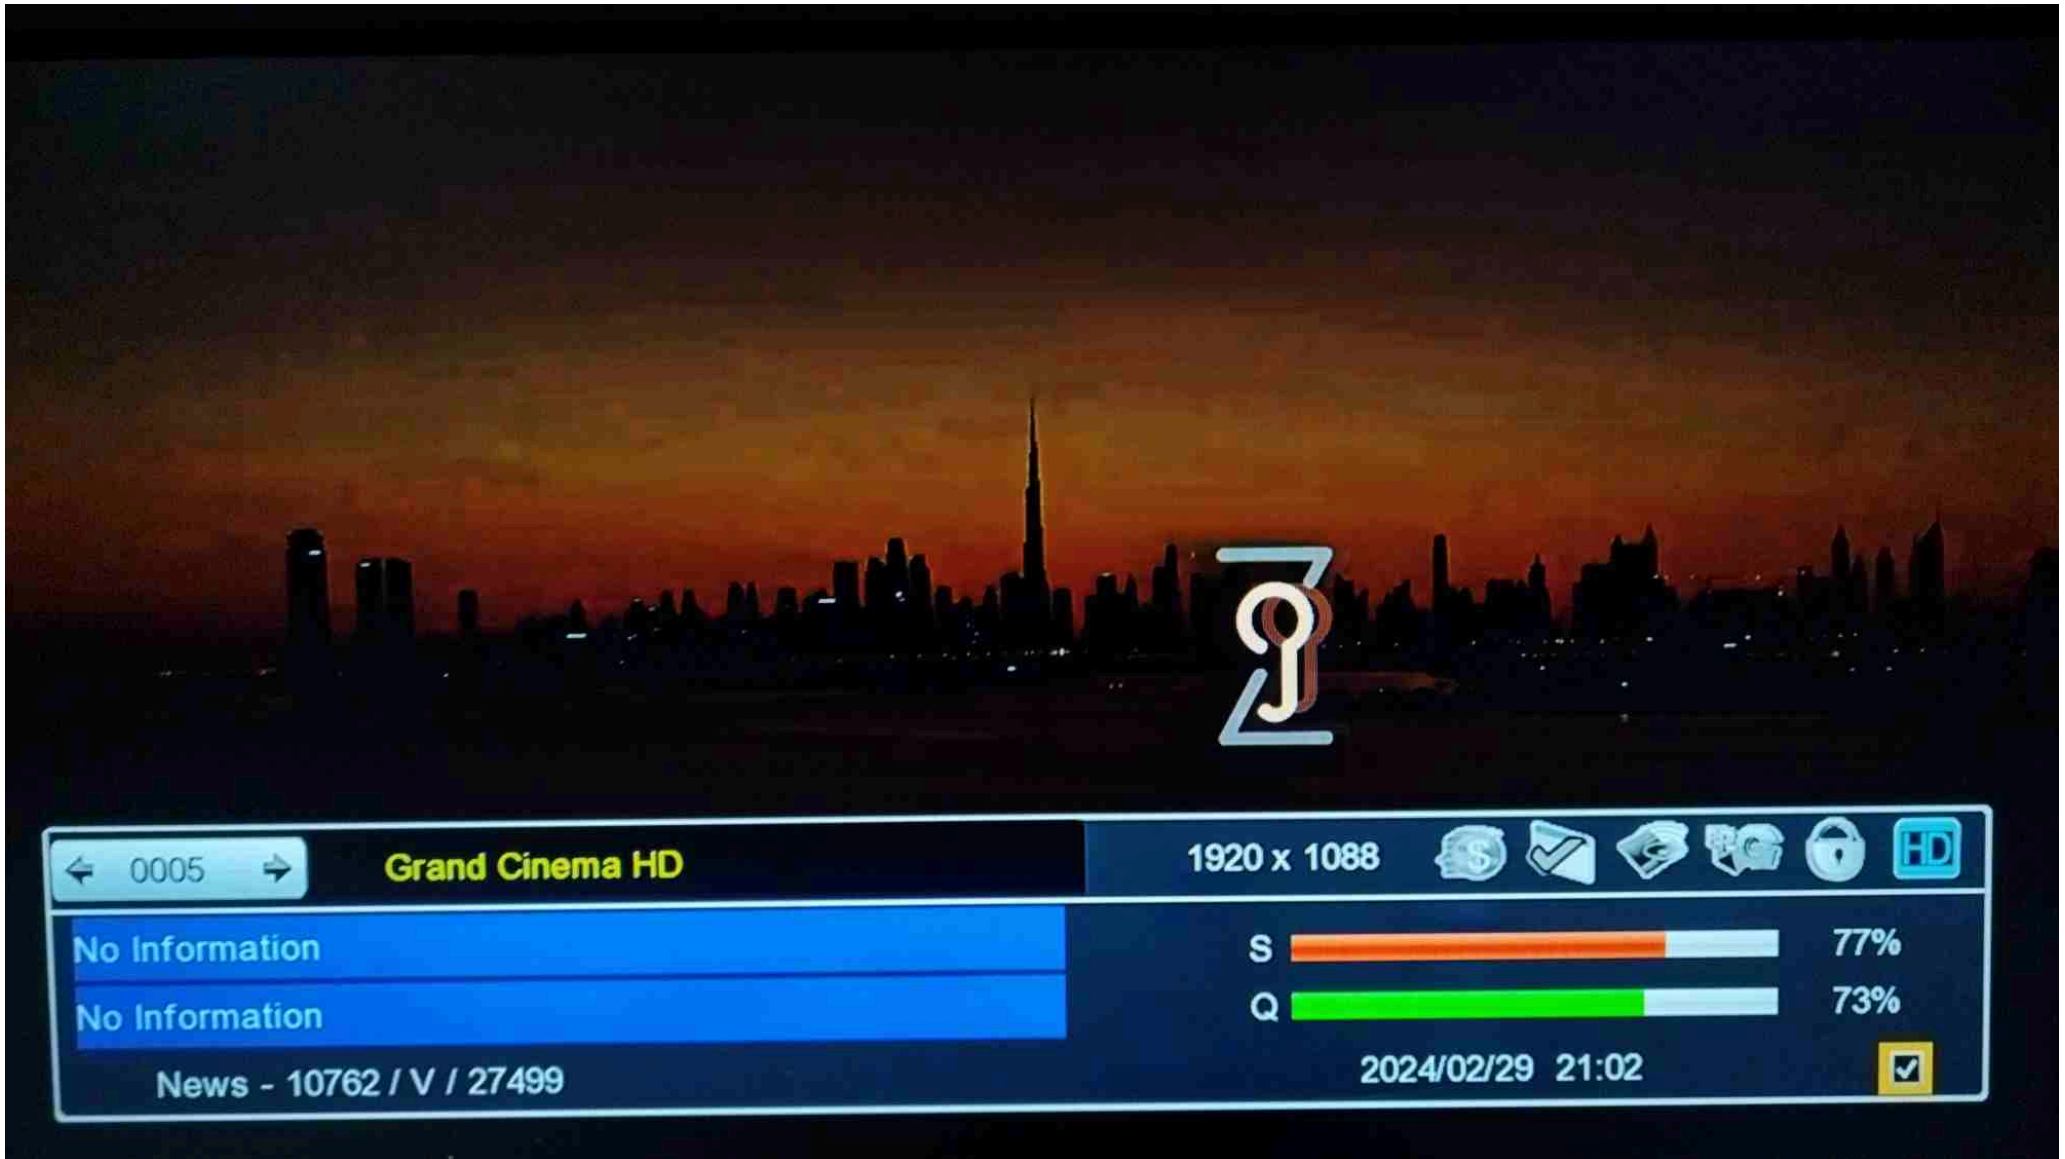 0005
Grand Cinema HD
1920 x 1088
$
HD
No Information
S 77%
No Information
Q 73%
News - 10762 / V / 27499
2024/02/29 21:02